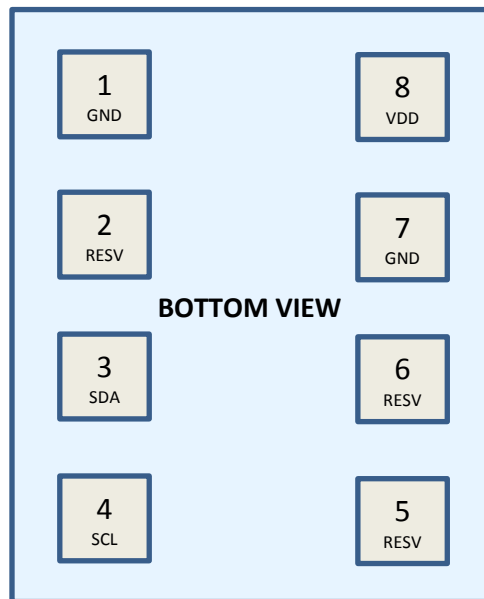 1
GND
8
VDD
2
RESV
7
GND
BOTTOM VIEW
3
SDA
6
RESV
4
SCL
5
RESV